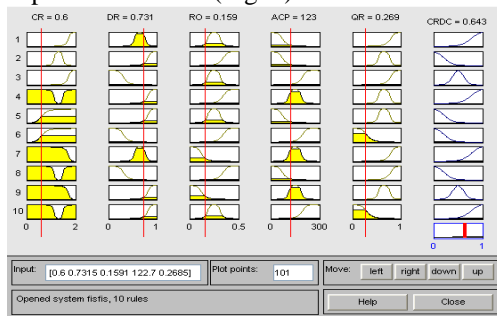 CR = 0.6 DR = 0.731 RO = 0.159 ACP = 123 QR = 0.269 CRDC = 0.643
1
2
3
4
5
6
7
8
9
10
0 2 0 1 0 0.5 0 300 0 1
0 1
Input: [0.6 0.7315 0.1591 122.7 0.2685] Plot points: 101 Move: left right down up
Opened system fisfis, 10 rules Help Close